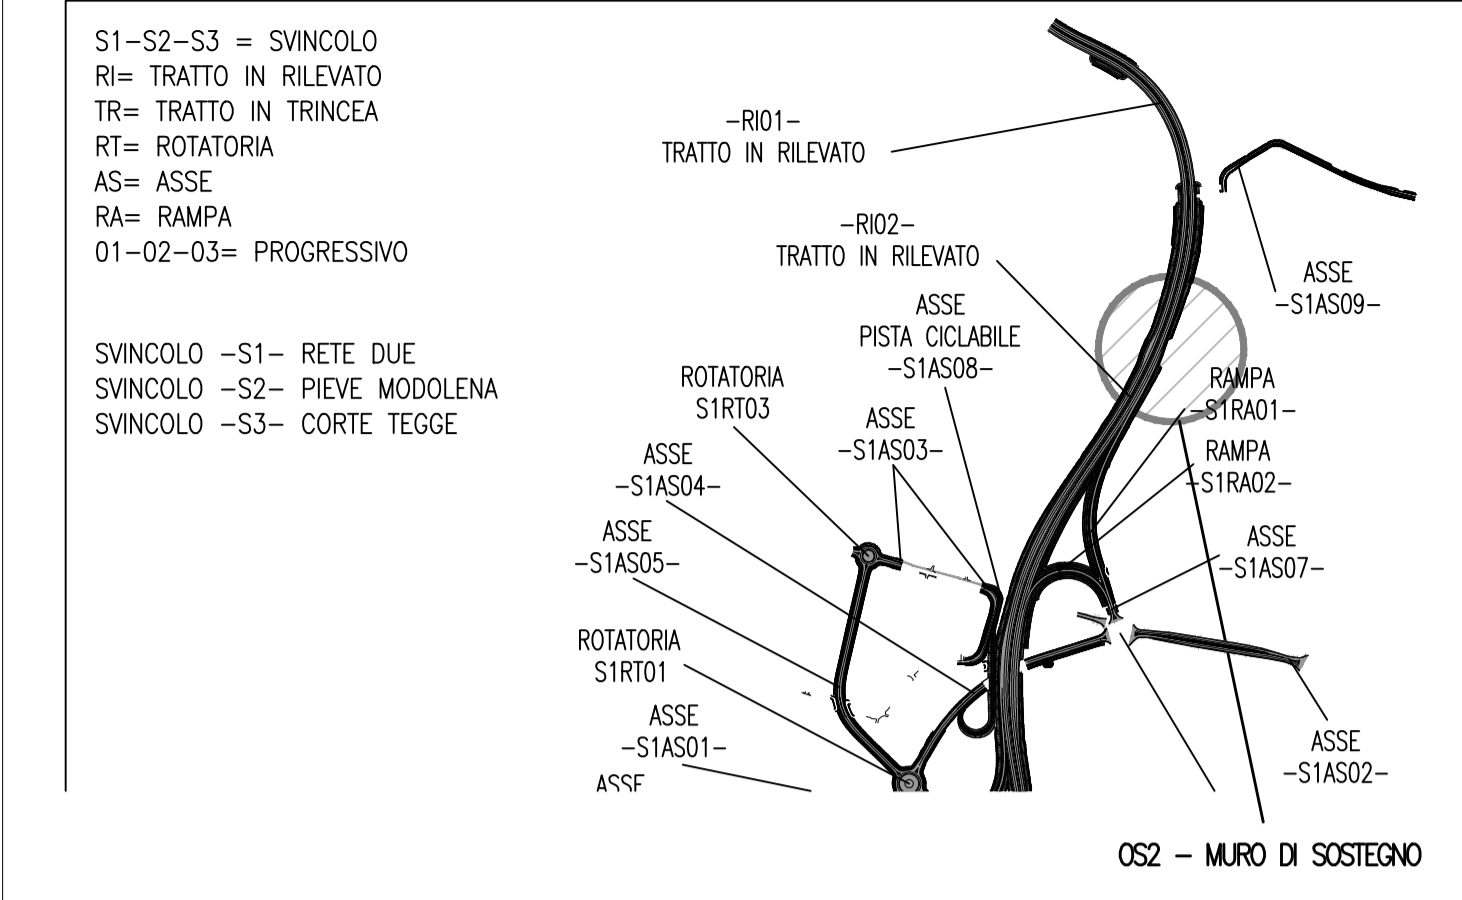 S1-S2-S3 = SVINCOLO
RI= TRATTO IN RILEVATO
TR= TRATTO IN TRINCEA
RT= ROTATORIA
AS= ASSE
RA= RAMPA
01-02-03= PROGRESSIVO
SVINCOLO -S1- RETE DUE
SVINCOLO -S2- PIEVE MODOLENA
SVINCOLO -S3- CORTE TEGGE
-RI01-
TRATTO IN RILEVATO
-RI02-
TRATTO IN RILEVATO
ASSE
-S1AS09-
ASSE
PISTA CICLABILE
-S1AS08-
ROTATORIA
S1RT03
ASSE
-S1AS03-
RAMPA
-S1RA01-
RAMPA
-S1RA02-
ASSE
-S1AS04-
ASSE
-S1AS05-
ASSE
-S1AS07-
ROTATORIA
S1RT01
ASSE
-S1AS01-
ASSE
-S1AS02-
ASSE
OS2 - MURO DI SOSTEGNO